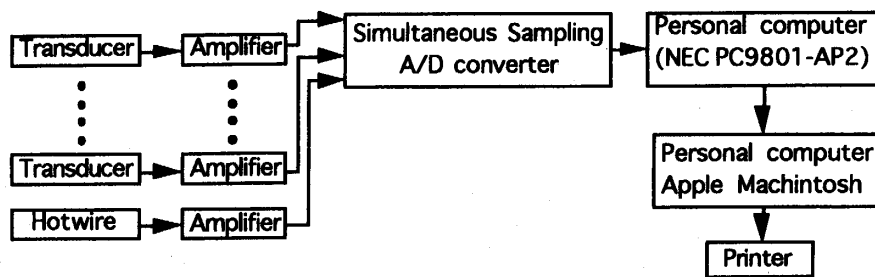 Transducer
Amplifier
Simultaneous Sampling
A/D converter
Personal computer
(NEC PC9801-AP2)
Transducer
Amplifier
Hotwire
Amplifier
Personal computer
Apple Machintosh
Printer